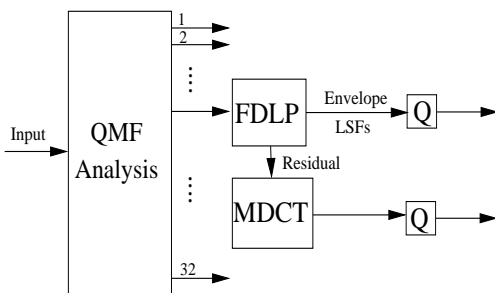 1
2
Input
QMF
Analysis
FDLP
Envelope
LSFs
Q
Residual
MDCT
Q
32